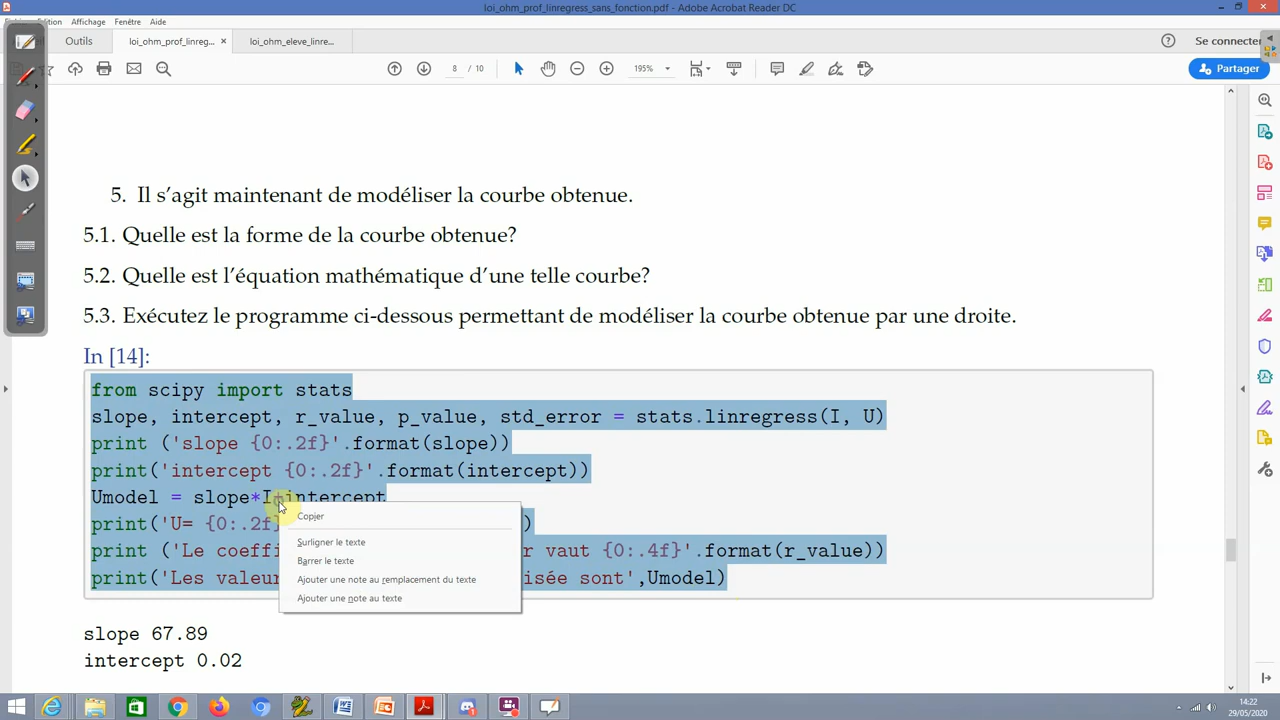 loi_ohm_prof_linregress_sans_fonction.pdf - Adobe Acrobat Reader DC
Edition Affichage Fenêtre Aide
Outils loi_ohm_prof_linreg... × loi_ohm_eleve_linre... Se connecter
8 / 10 195% Partager
5. Il s'agit maintenant de modéliser la courbe obtenue.
5.1. Quelle est la forme de la courbe obtenue?
5.2. Quelle est l'équation mathématique d'une telle courbe?
5.3. Exécutez le programme ci-dessous permettant de modéliser la courbe obtenue par une droite.
In [14]:
from scipy import stats
slope, intercept, r_value, p_value, std_error = stats.linregress(I, U)
print ('slope {0:.2f}'.format(slope))
print('intercept {0:.2f}'.format(intercept))
Umodel = slope*I+intercept
print('U= {0:.2f} )
print ('Le coeffi r vaut {0:.4f}'.format(r_value))
print('Les valeur isée sont',Umodel)
Copier
Surligner le texte
Barrer le texte
Ajouter une note au remplacement du texte
Ajouter une note au texte
slope 67.89
intercept 0.02
14:22
29/05/2020